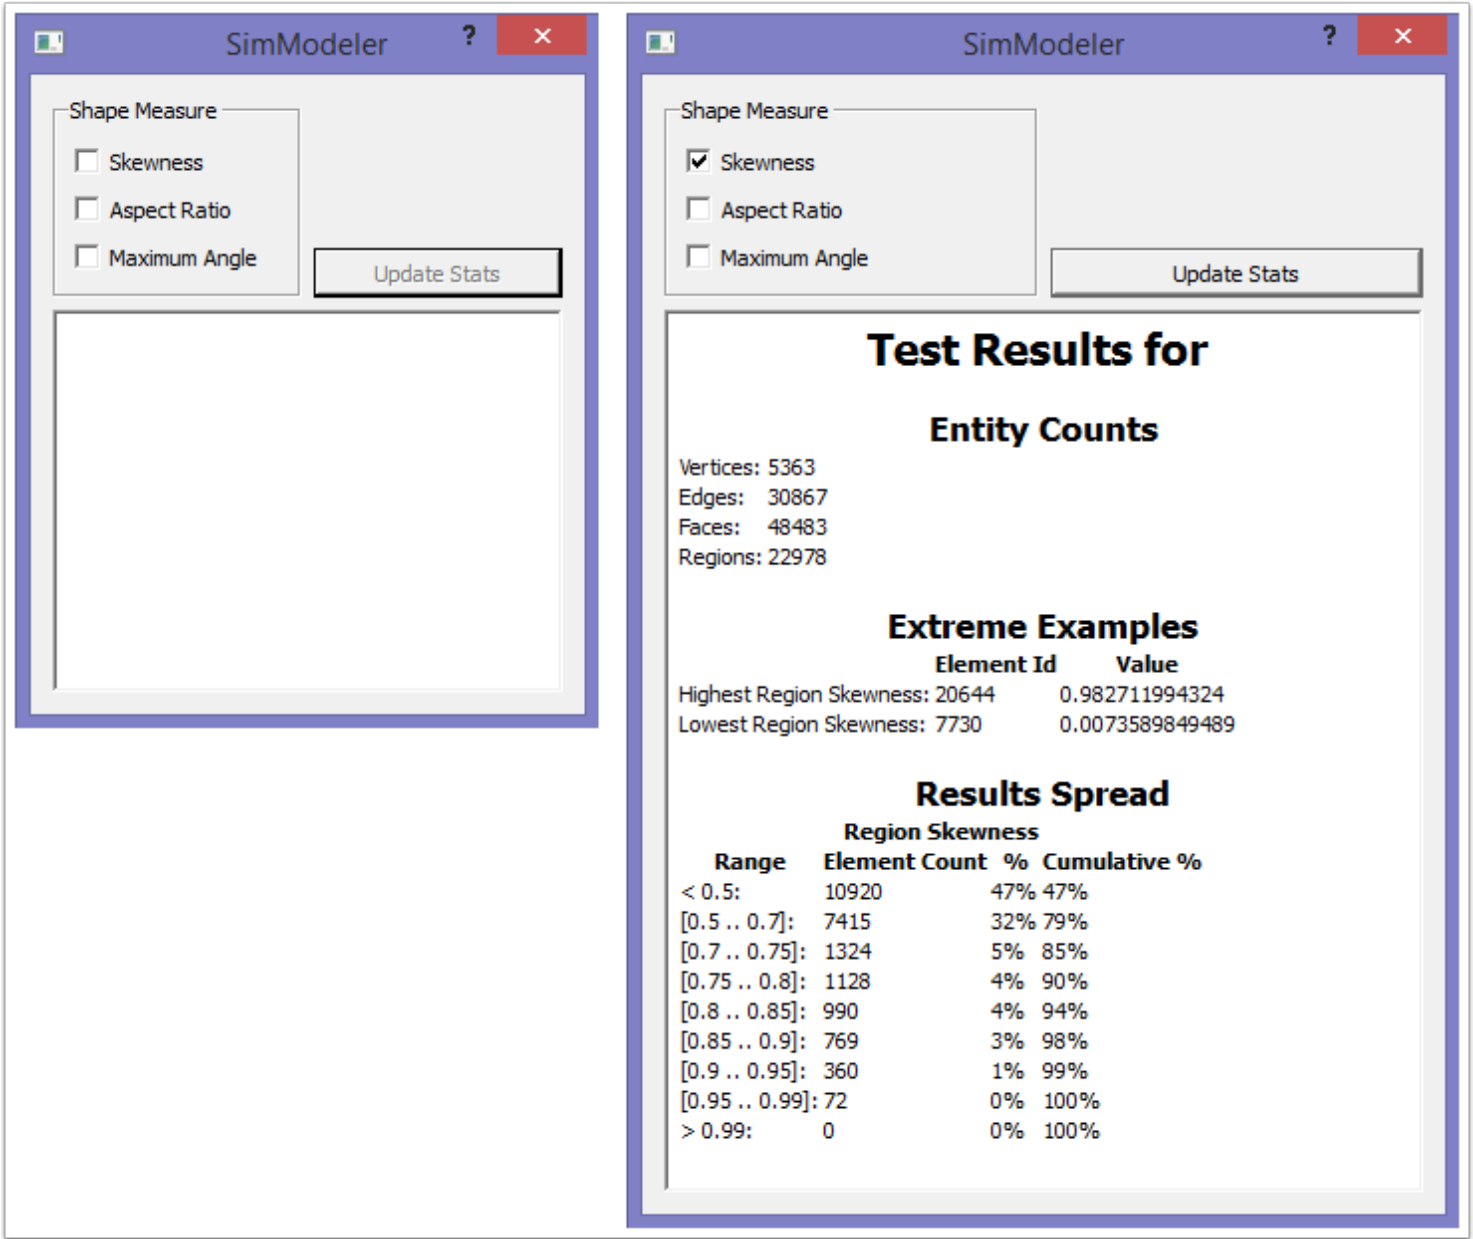 SimModeler ?
Shape Measure
Skewness
Aspect Ratio
Maximum Angle
Update Stats
SimModeler ?
Shape Measure
Skewness
Aspect Ratio
Maximum Angle
Update Stats
Test Results for
Entity Counts
Vertices: 5363
Edges: 30867
Faces: 48483
Regions: 22978
Extreme Examples
Element Id Value
Highest Region Skewness: 20644 0.982711994324
Lowest Region Skewness: 7730 0.0073589849489
Results Spread
Region Skewness
Range Element Count % Cumulative %
< 0.5: 10920 47% 47%
[0.5 .. 0.7]: 7415 32% 79%
[0.7 .. 0.75]: 1324 5% 85%
[0.75 .. 0.8]: 1128 4% 90%
[0.8 .. 0.85]: 990 4% 94%
[0.85 .. 0.9]: 769 3% 98%
[0.9 .. 0.95]: 360 1% 99%
[0.95 .. 0.99]: 72 0% 100%
> 0.99: 0 0% 100%